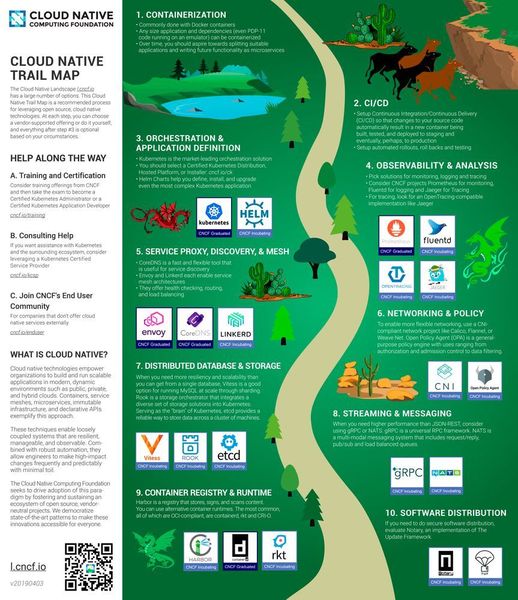 CLOUD NATIVE
COMPUTING FOUNDATION
CLOUD NATIVE
TRAIL MAP
The Cloud Native Landscape l.cncf.io
has a large number of options. This Cloud
Native Trail Map is a recommended process
for leveraging open source, cloud native
technologies. At each step, you can choose
a vendor-supported offering or do it yourself,
and everything after step #3 is optional
based on your circumstances.
HELP ALONG THE WAY
A. Training and Certification
Consider training offerings from CNCF
and then take the exam to become a
Certified Kubernetes Administrator or a
Certified Kubernetes Application Developer
cncf.io/training
B. Consulting Help
If you want assistance with Kubernetes
and the surrounding ecosystem, consider
leveraging a Kubernetes Certified
Service Provider
cncf.io/kcsp
C. Join CNCF's End User
Community
For companies that don't offer cloud
native services externally
cncf.io/enduser
WHAT IS CLOUD NATIVE?
Cloud native technologies empower
organizations to build and run scalable
applications in modern, dynamic
environments such as public, private,
and hybrid clouds. Containers, service
meshes, microservices, immutable
infrastructure, and declarative APIs
exemplify this approach.
These techniques enable loosely
coupled systems that are resilient,
manageable, and observable. Com-
bined with robust automation, they
allow engineers to make high-impact
changes frequently and predictably
with minimal toil.
The Cloud Native Computing Foundation
seeks to drive adoption of this para-
digm by fostering and sustaining an
ecosystem of open source, vendor-
neutral projects. We democratize
state-of-the-art patterns to make these
innovations accessible for everyone.
l.cncf.io
v20190403
1. CONTAINERIZATION
• Commonly done with Docker containers
• Any size application and dependencies (even PDP-11
code running on an emulator) can be containerized
• Over time, you should aspire towards splitting suitable
applications and writing future functionality as microservices
2. CI/CD
• Setup Continuous Integration/Continuous Delivery
(CI/CD) so that changes to your source code
automatically result in a new container being
built, tested, and deployed to staging and
eventually, perhaps, to production
• Setup automated rollouts, roll backs and testing
3. ORCHESTRATION &
APPLICATION DEFINITION
• Kubernetes is the market-leading orchestration solution
• You should select a Certified Kubernetes Distribution,
Hosted Platform, or Installer: cncf.io/ck
• Helm Charts help you define, install, and upgrade
even the most complex Kubernetes application
kubernetes
CNCF Graduated
HELM
CNCF Incubating
4. OBSERVABILITY & ANALYSIS
• Pick solutions for monitoring, logging and tracing
• Consider CNCF projects Prometheus for monitoring,
Fluentd for logging and Jaeger for Tracing
• For tracing, look for an OpenTracing-compatible
implementation like Jaeger
Prometheus
CNCF Graduated
fluentd
CNCF Graduated
OPENTRACING
CNCF Incubating
JAEGER
CNCF Incubating
5. SERVICE PROXY, DISCOVERY, & MESH
• CoreDNS is a fast and flexible tool that
is useful for service discovery
• Envoy and Linkerd each enable service
mesh architectures
• They offer health checking, routing,
and load balancing
envoy
CNCF Graduated
CoreDNS
CNCF Graduated
LINKERD
CNCF Incubating
6. NETWORKING & POLICY
To enable more flexible networking, use a CNI-
compliant network project like Calico, Flannel, or
Weave Net. Open Policy Agent (OPA) is a general-
purpose policy engine with uses ranging from
authorization and admission control to data filtering.
CNI
CNCF Incubating
Open Policy Agent
CNCF Incubating
7. DISTRIBUTED DATABASE & STORAGE
When you need more resiliency and scalability than
you can get from a single database, Vitess is a good
option for running MySQL at scale through sharding.
Rook is a storage orchestrator that integrates a
diverse set of storage solutions into Kubernetes.
Serving as the "brain" of Kubernetes, etcd provides a
reliable way to store data across a cluster of machines.
Vitess
CNCF Incubating
ROOK
CNCF Incubating
etcd
CNCF Incubating
8. STREAMING & MESSAGING
When you need higher performance than JSON-REST, consider
using gRPC or NATS. gRPC is a universal RPC framework. NATS is
a multi-modal messaging system that includes request/reply,
pub/sub and load balanced queues.
gRPC
CNCF Incubating
NATS
CNCF Incubating
9. CONTAINER REGISTRY & RUNTIME
Harbor is a registry that stores, signs, and scans content.
You can use alternative container runtimes. The most common,
all of which are OCI-compliant, are containerd, rkt and CRI-O.
HARBOR
CNCF Incubating
containerd
CNCF Graduated
rkt
CNCF Incubating
10. SOFTWARE DISTRIBUTION
If you need to do secure software distribution,
evaluate Notary, an implementation of The
Update Framework.
CNCF Incubating
CNCF Incubating